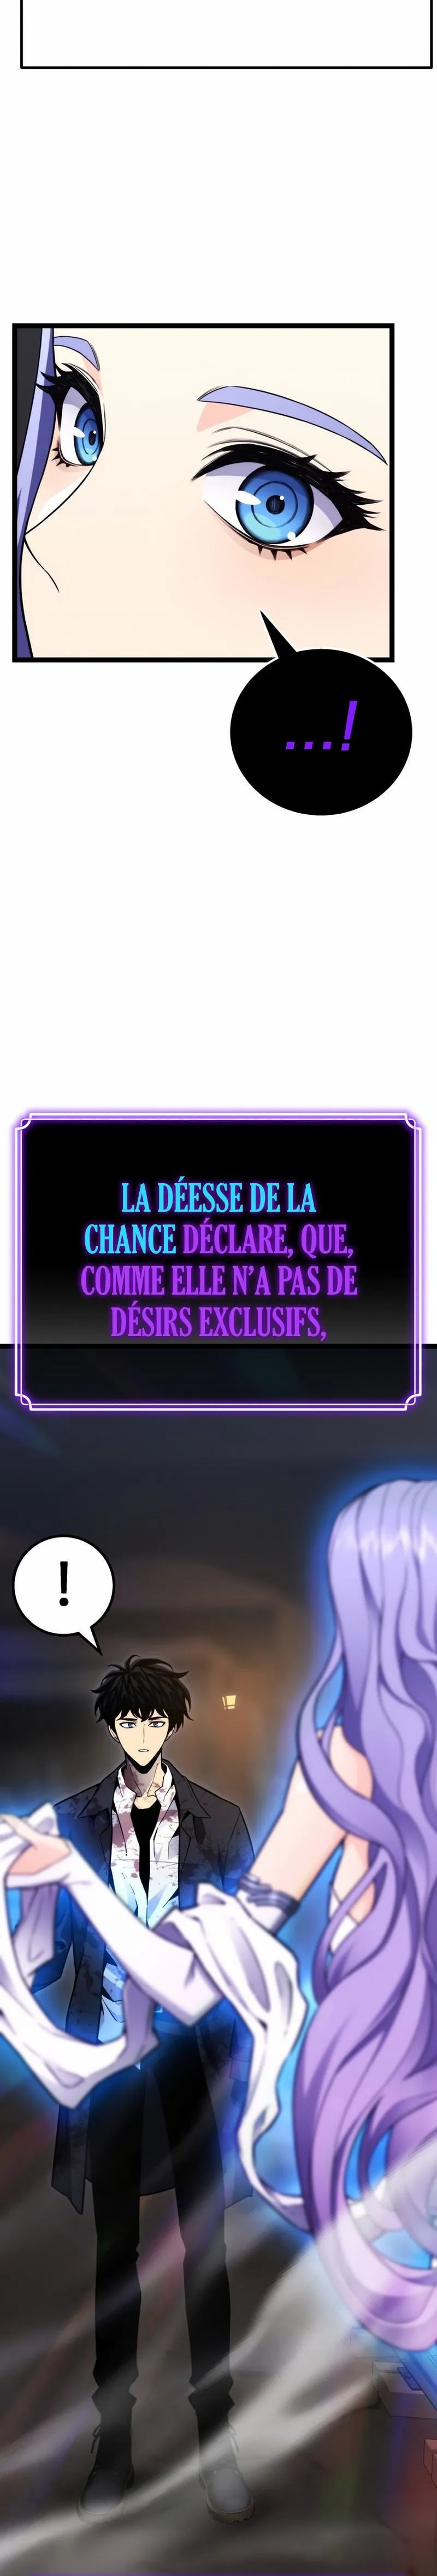 ...!
LA DÉESSE DE LA
CHANCE DÉCLARE, QUE,
COMME ELLE N'A PAS DE
DÉSIRS EXCLUSIFS,
!
!!